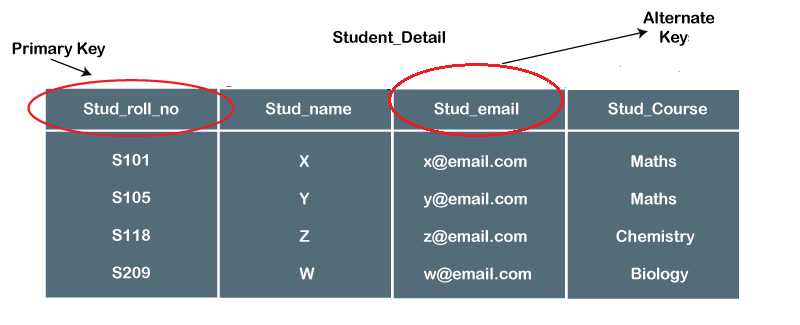 Alternate
Key
Student_Detail
Primary Key
Stud_roll_no Stud_name Stud_email Stud_Course
S101 X x@email.com Maths
S105 Y y@email.com Maths
S118 Z z@email.com Chemistry
S209 W w@email.com Biology